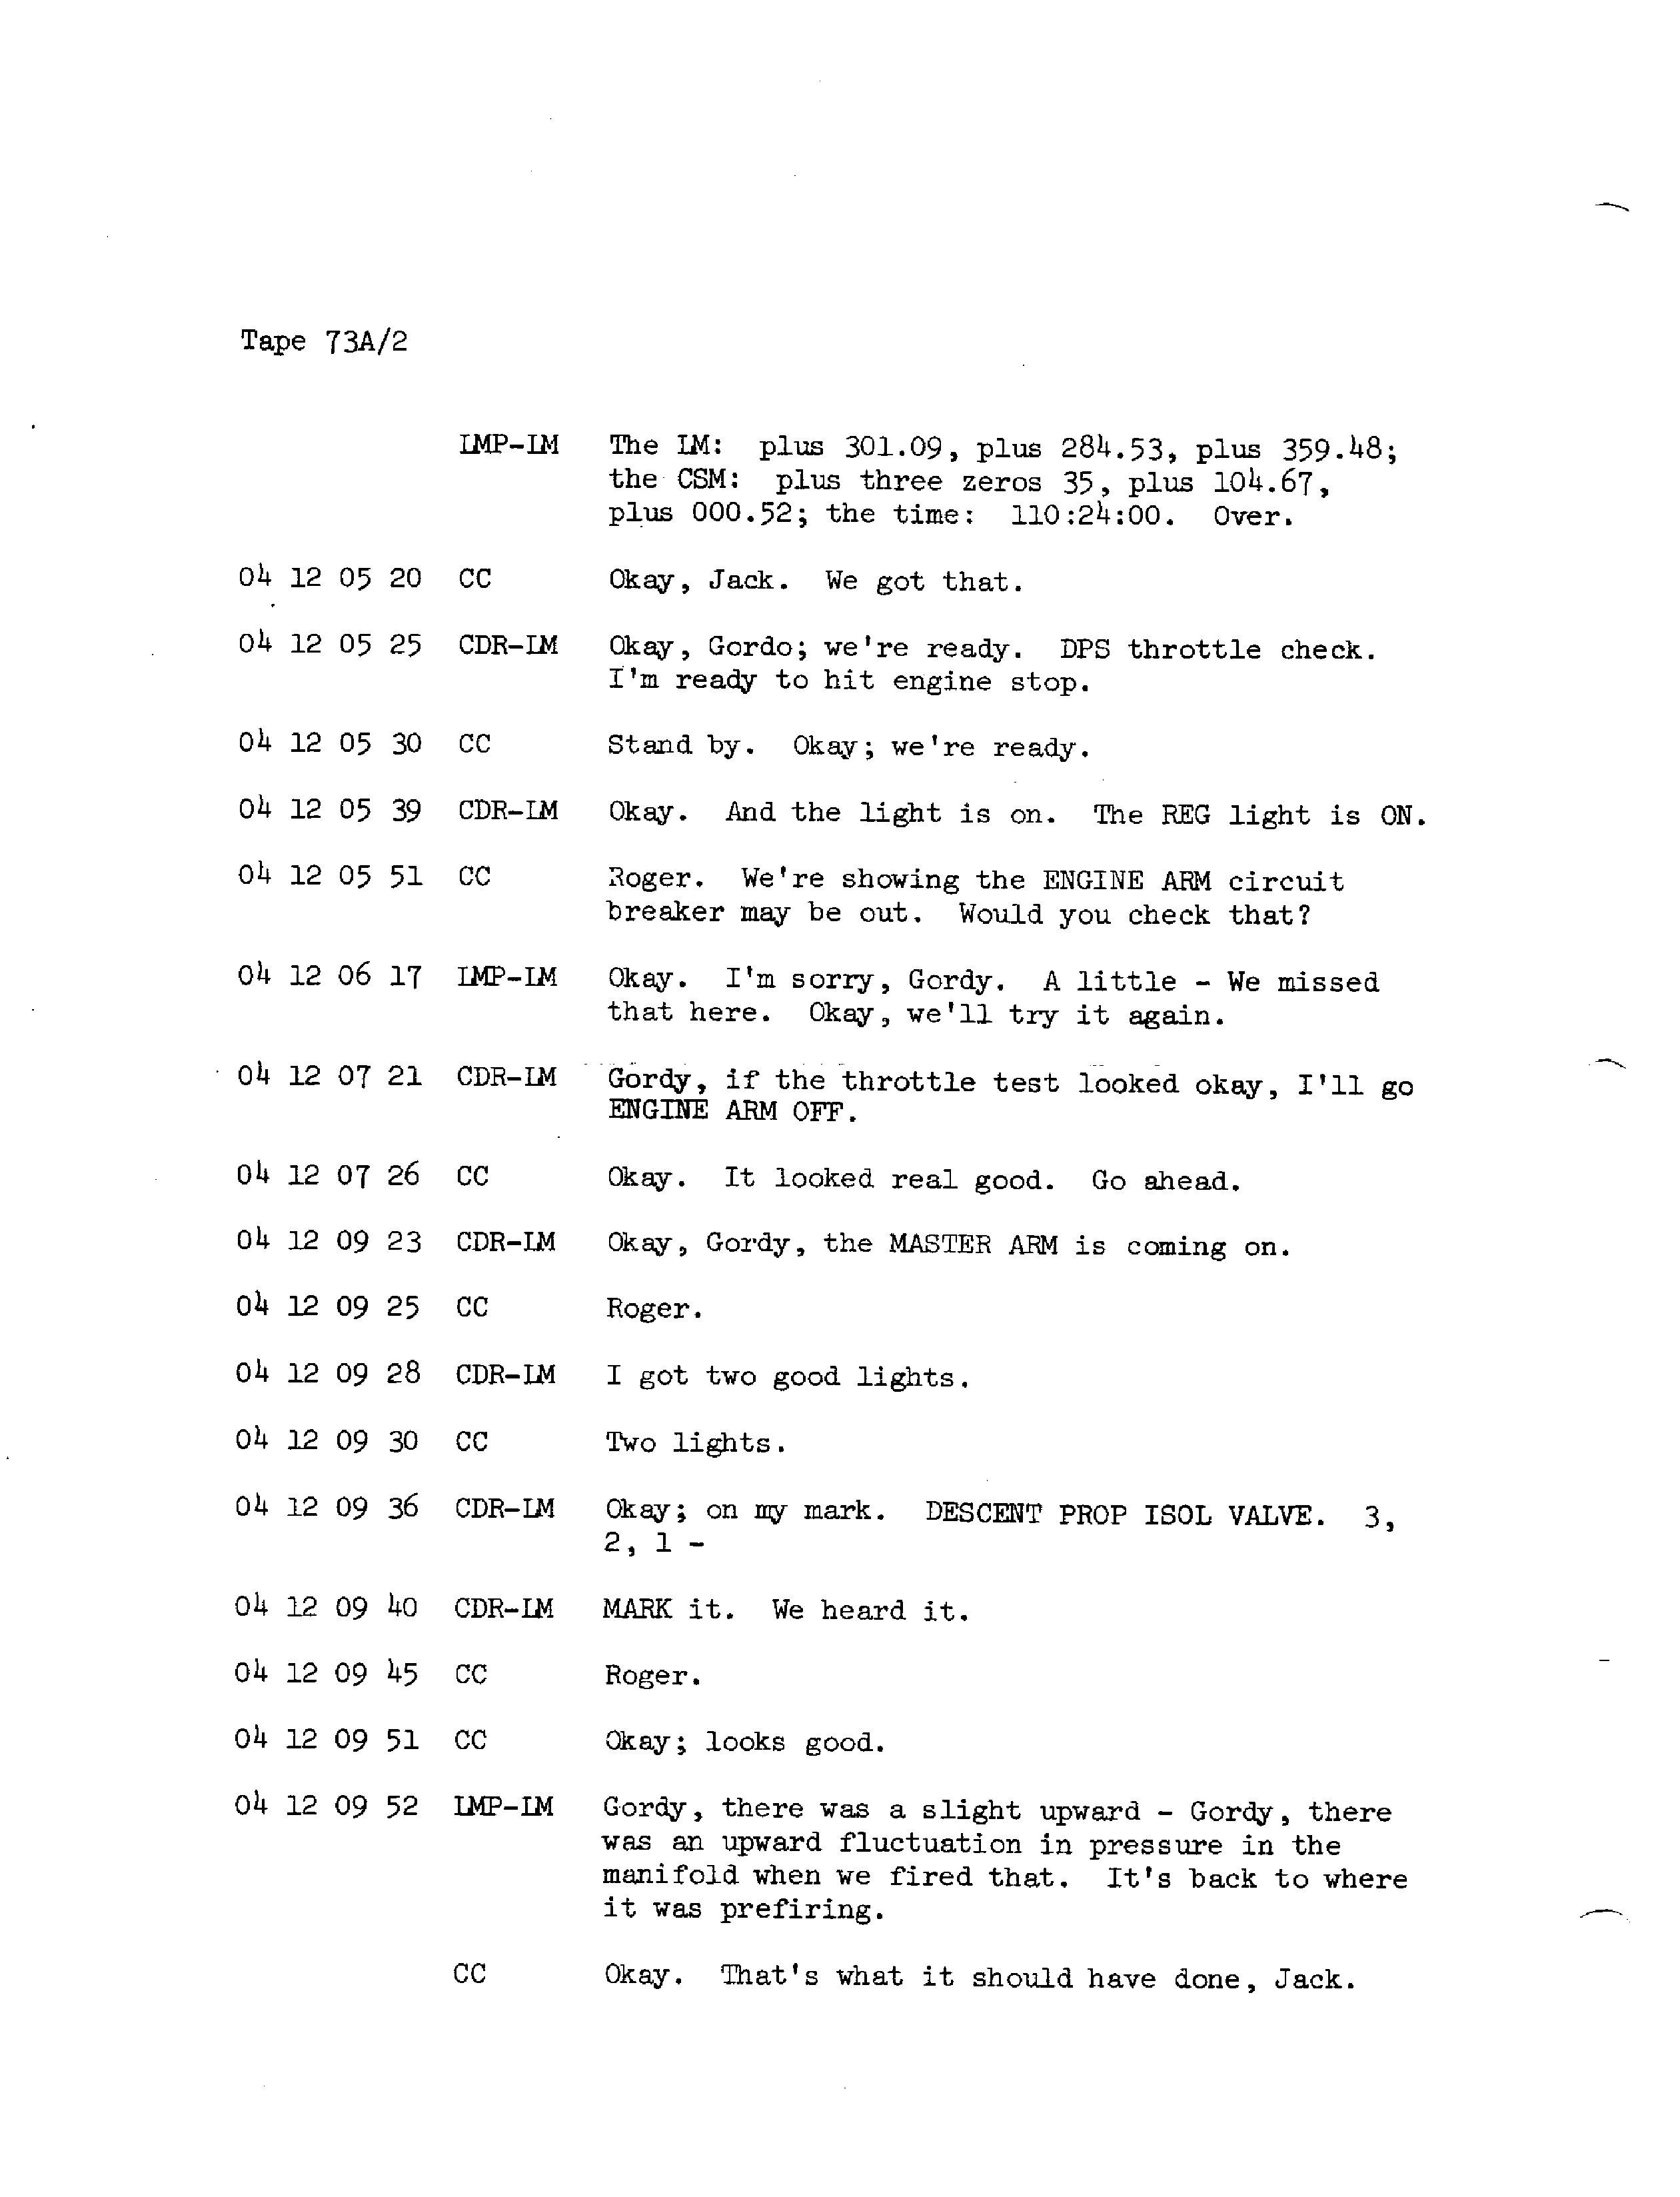 Tape 73A/2
LMP-LM The LM: plus 301.09, plus 284.53, plus 359.48;
the CSM: plus three zeros 35, plus 104.67,
plus 000.52; the time: 110:24:00. Over.
04 12 05 20 CC Okay, Jack. We got that.
04 12 05 25 CDR-LM Okay, Gordo; we're ready. DPS throttle check.
I'm ready to hit engine stop.
04 12 05 30 CC Stand by. Okay; we're ready.
04 12 05 39 CDR-LM Okay. And the light is on. The REG light is ON.
04 12 05 51 CC Roger. We're showing the ENGINE ARM circuit
breaker may be out. Would you check that?
04 12 06 17 LMP-LM Okay. I'm sorry, Gordy. A little - We missed
that here. Okay, we'll try it again.
04 12 07 21 CDR-LM Gordy, if the throttle test looked okay, I'll go
ENGINE ARM OFF.
04 12 07 26 CC Okay. It looked real good. Go ahead.
04 12 09 23 CDR-LM Okay, Gordy, the MASTER ARM is coming on.
04 12 09 25 CC Roger.
04 12 09 28 CDR-LM I got two good lights.
04 12 09 30 CC Two lights.
04 12 09 36 CDR-LM Okay; on my mark. DESCENT PROP ISOL VALVE. 3,
2, 1 -
04 12 09 40 CDR-LM MARK it. We heard it.
04 12 09 45 CC Roger.
04 12 09 51 CC Okay; looks good.
04 12 09 52 LMP-LM Gordy, there was a slight upward - Gordy, there
was an upward fluctuation in pressure in the
manifold when we fired that. It's back to where
it was prefiring.
CC Okay. That's what it should have done, Jack.